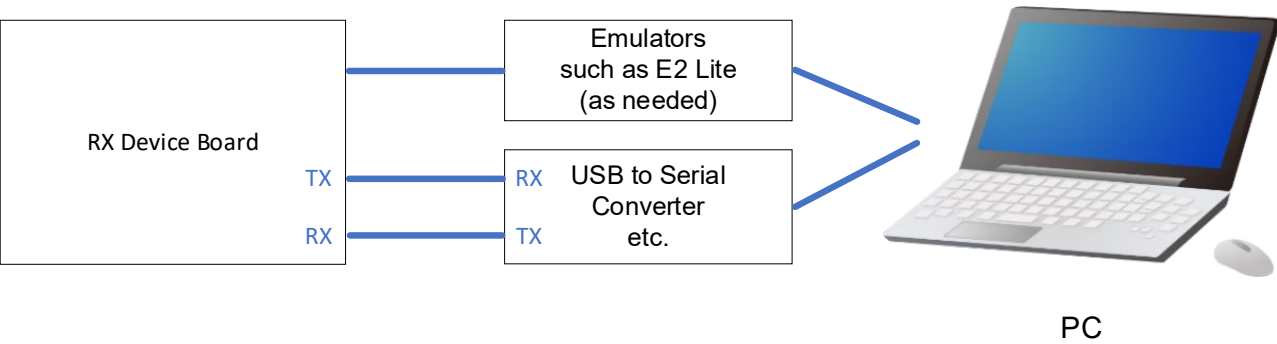 RX Device Board
TX
RX
Emulators
such as E2 Lite
(as needed)
RX
TX
USB to Serial
Converter
etc.
PC